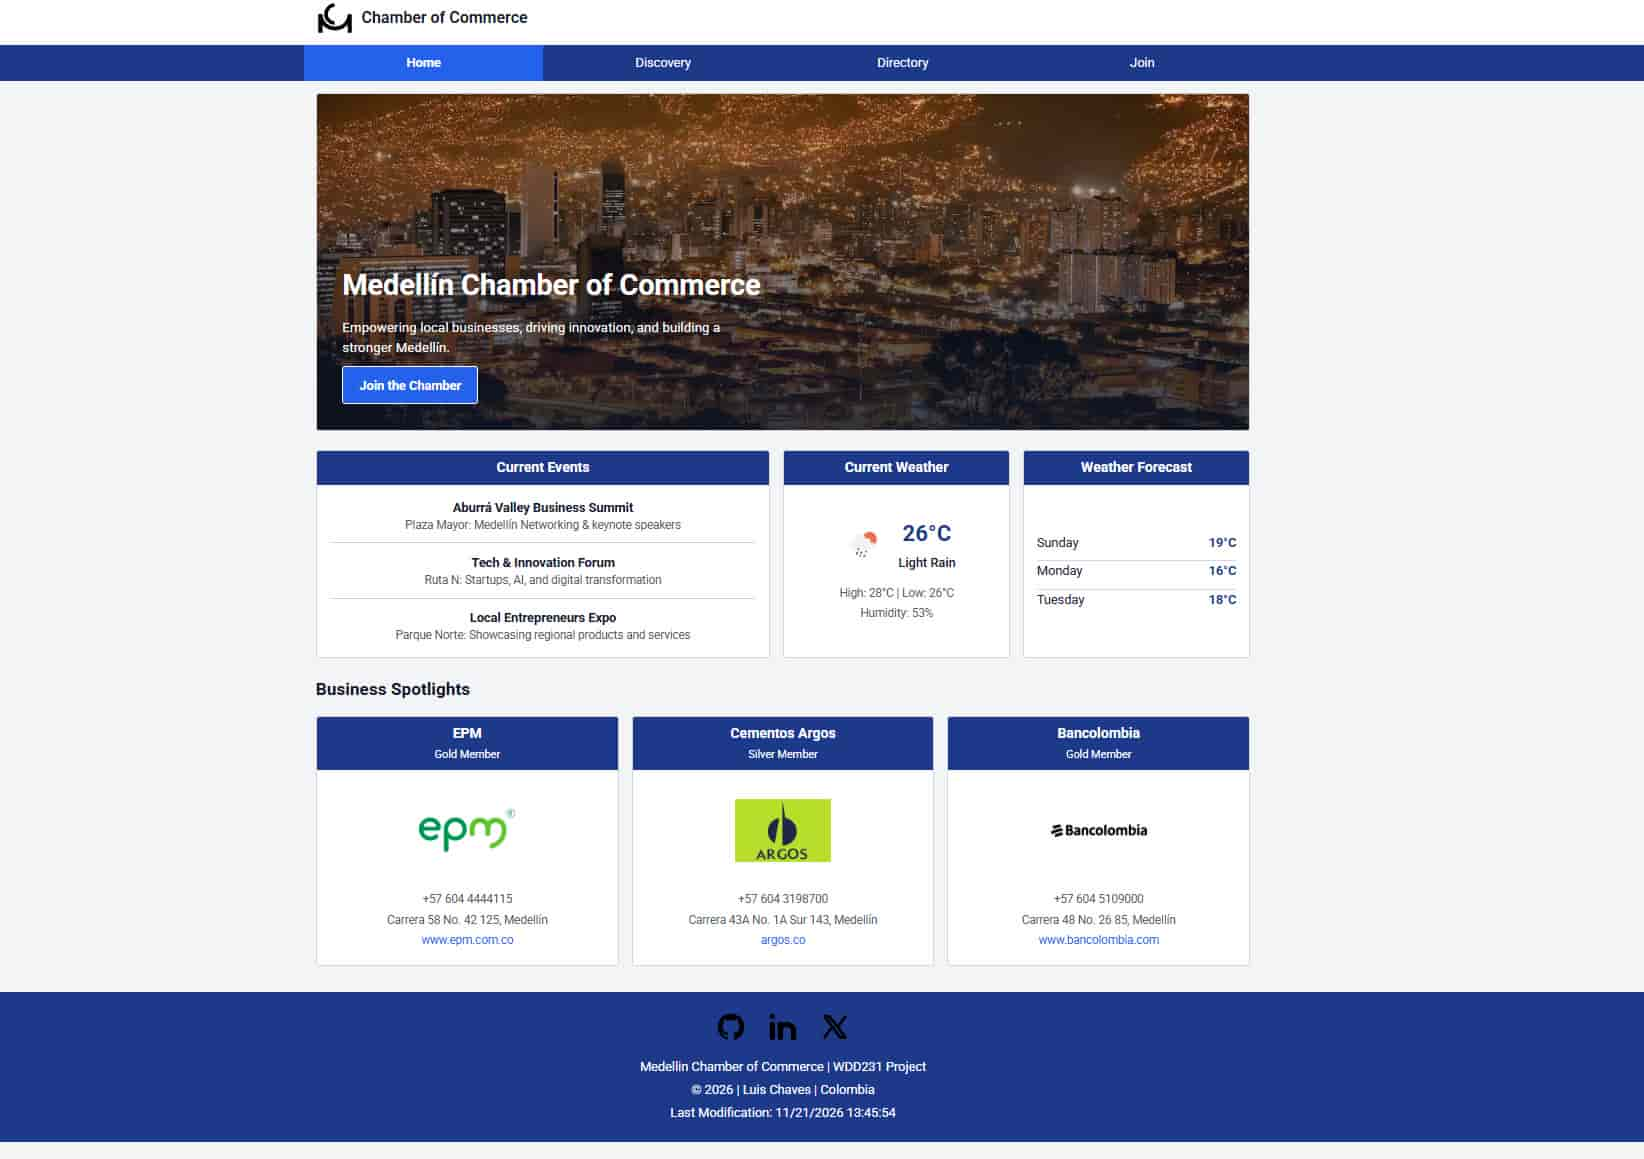 Chamber of Commerce
Home
Discovery
Directory
Join
Medellín Chamber of Commerce
Empowering local businesses, driving innovation, and building a
stronger Medellín.
Join the Chamber
Current Events
Aburrá Valley Business Summit
Plaza Mayor: Medellín Networking & keynote speakers
Tech & Innovation Forum
Ruta N: Startups, AI, and digital transformation
Local Entrepreneurs Expo
Parque Norte: Showcasing regional products and services
Current Weather
26°C
Light Rain
High: 28°C | Low: 26°C
Humidity: 53%
Weather Forecast
Sunday 19°C
Monday 16°C
Tuesday 18°C
Business Spotlights
EPM
Gold Member
epm®
+57 604 4444115
Carrera 58 No. 42 125, Medellín
www.epm.com.co
Cementos Argos
Silver Member
ARGOS
+57 604 3198700
Carrera 43A No. 1A Sur 143, Medellín
argos.co
Bancolombia
Gold Member
Bancolombia
+57 604 5109000
Carrera 48 No. 26 85, Medellín
www.bancolombia.com
in X
Medellin Chamber of Commerce | WDD231 Project
© 2026 | Luis Chaves | Colombia
Last Modification: 11/21/2026 13:45:54